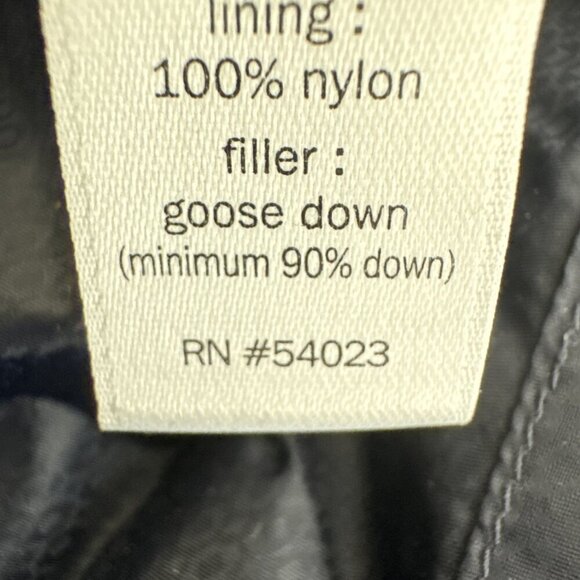 lining :
100% nylon
filler :
goose down
(minimum 90% down)
RN #54023